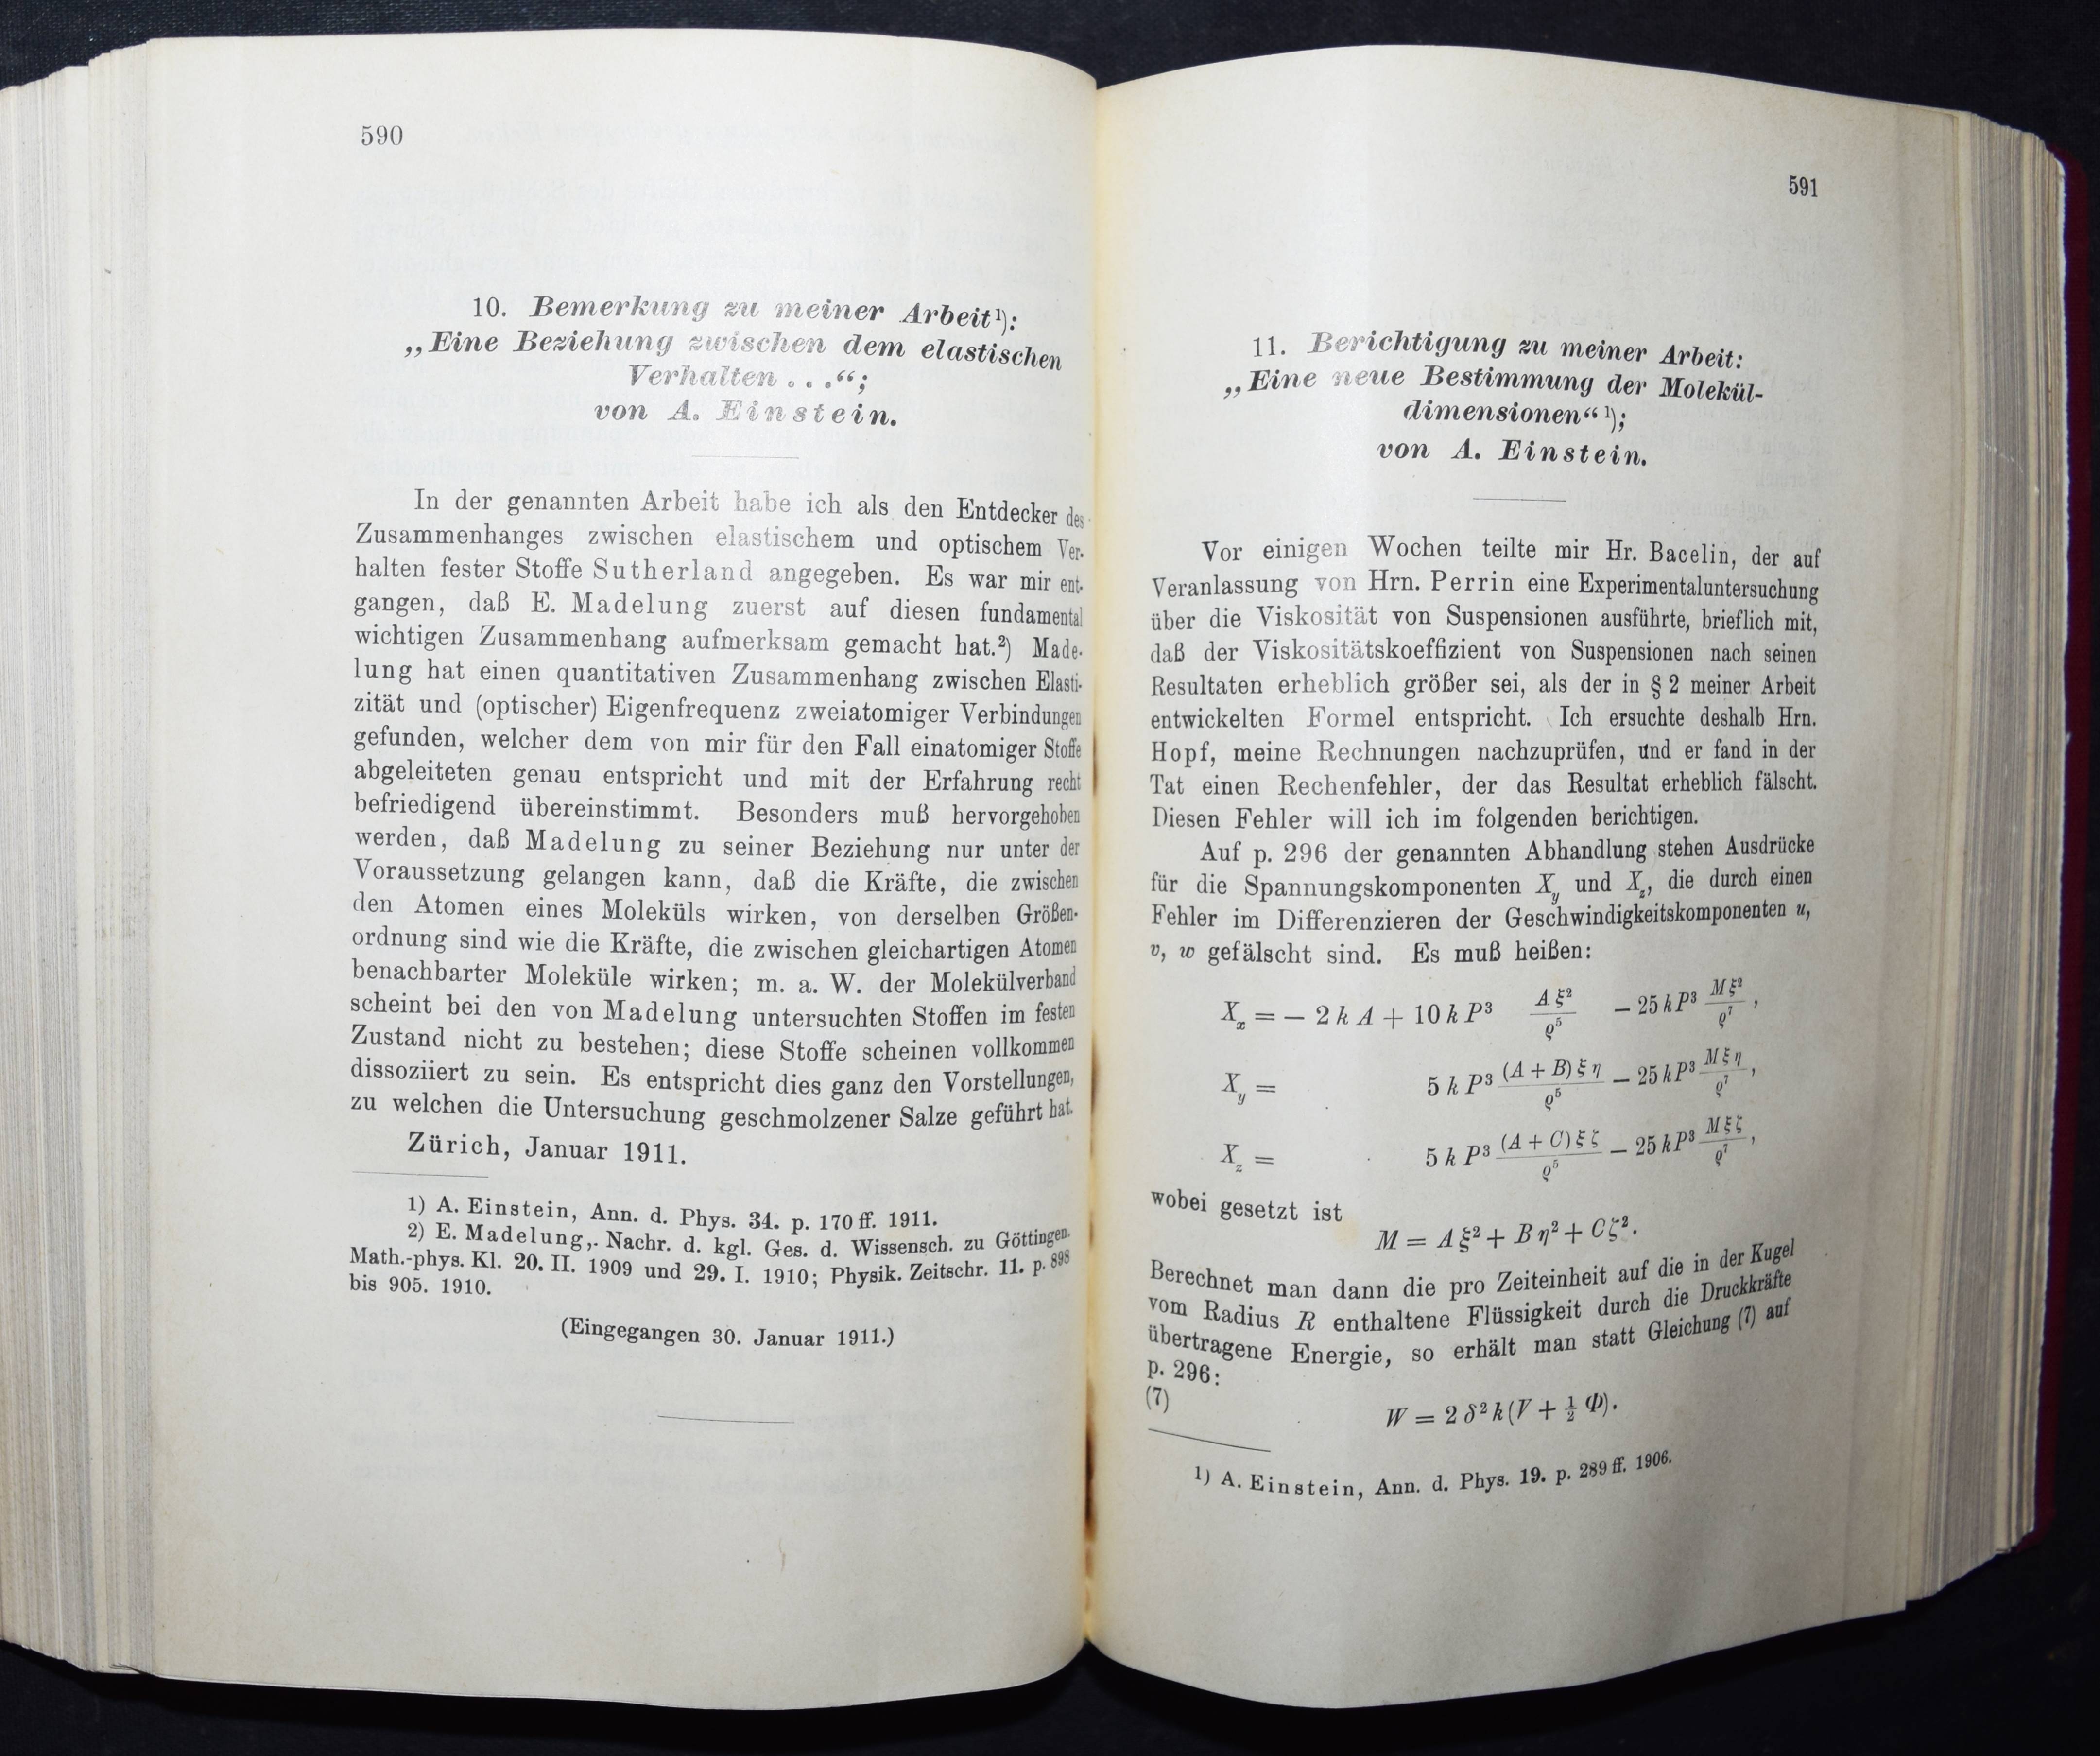 590
10. Bemerkung zu meiner Arbeit¹):
„Eine Beziehung zwischen dem elastischen
Verhalten . . .“;
von A. Einstein.
In der genannten Arbeit habe ich als den Entdecker des
Zusammenhanges zwischen elastischem und optischem Ver-
halten fester Stoffe Sutherland angegeben. Es war mir ent-
gangen, daß E. Madelung zuerst auf diesen fundamental
wichtigen Zusammenhang aufmerksam gemacht hat.²) Made-
lung hat einen quantitativen Zusammenhang zwischen Elasti-
zität und (optischer) Eigenfrequenz zweiatomiger Verbindungen
gefunden, welcher dem von mir für den Fall einatomiger Stoffe
abgeleiteten genau entspricht und mit der Erfahrung recht
befriedigend übereinstimmt. Besonders muß hervorgehoben
werden, daß Madelung zu seiner Beziehung nur unter der
Voraussetzung gelangen kann, daß die Kräfte, die zwischen
den Atomen eines Moleküls wirken, von derselben Größen-
ordnung sind wie die Kräfte, die zwischen gleichartigen Atomen
benachbarter Moleküle wirken; m. a. W. der Molekülverband
scheint bei den von Madelung untersuchten Stoffen im festen
Zustand nicht zu bestehen; diese Stoffe scheinen vollkommen
dissoziiert zu sein. Es entspricht dies ganz den Vorstellungen,
zu welchen die Untersuchung geschmolzener Salze geführt hat.
Zürich, Januar 1911.
1) A. Einstein, Ann. d. Phys. 34. p. 170 ff. 1911.
2) E. Madelung, Nachr. d. kgl. Ges. d. Wissensch. zu Göttingen.
Math.-phys. Kl. 20. II. 1909 und 29. I. 1910; Physik. Zeitschr. 11. p. 898
bis 905. 1910.
(Eingegangen 30. Januar 1911.)
591
11. Berichtigung zu meiner Arbeit:
„Eine neue Bestimmung der Molekül-
dimensionen“¹);
von A. Einstein.
Vor einigen Wochen teilte mir Hr. Bacelin, der auf
Veranlassung von Hrn. Perrin eine Experimentaluntersuchung
über die Viskosität von Suspensionen ausführte, brieflich mit,
daß der Viskositätskoeffizient von Suspensionen nach seinen
Resultaten erheblich größer sei, als der in § 2 meiner Arbeit
entwickelten Formel entspricht. Ich ersuchte deshalb Hrn.
Hopf, meine Rechnungen nachzuprüfen, und er fand in der
Tat einen Rechenfehler, der das Resultat erheblich fälscht.
Diesen Fehler will ich im folgenden berichtigen.
Auf p. 296 der genannten Abhandlung stehen Ausdrücke
für die Spannungskomponenten X_y und X_z, die durch einen
Fehler im Differenzieren der Geschwindigkeitskomponenten u,
v, w gefälscht sind. Es muß heißen:
X_x = − 2 k A + 10 k P³ A ξ²/ϱ⁵ − 25 k P³ M ξ²/ϱ⁷ ,
X_y = 5 k P³ (A + B) ξ η/ϱ⁵ − 25 k P³ M ξ η/ϱ⁷ ,
X_z = 5 k P³ (A + C) ξ ζ/ϱ⁵ − 25 k P³ M ξ ζ/ϱ⁷ ,
wobei gesetzt ist
M = A ξ² + B η² + C ζ².
Berechnet man dann die pro Zeiteinheit auf die in der Kugel
vom Radius R enthaltene Flüssigkeit durch die Druckkräfte
übertragene Energie, so erhält man statt Gleichung (7) auf
p. 296:
(7) W = 2 δ² k (V + ½ Φ).
1) A. Einstein, Ann. d. Phys. 19. p. 289 ff. 1906.